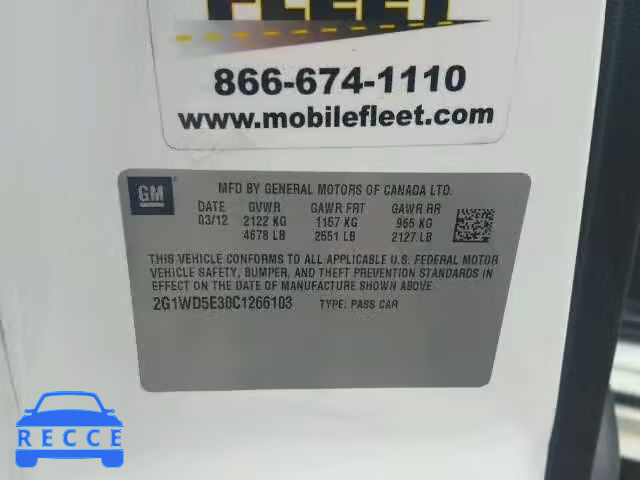 FLEET
866-674-1110
www.mobilefleet.com
GM
MFD BY GENERAL MOTORS OF CANADA LTD.
DATE GVWR GAWR FRT GAWR RR
03/12 2122 KG 1157 KG 965 KG
4678 LB 2551 LB 2127 LB
THIS VEHICLE CONFORMS TO ALL APPLICABLE U.S. FEDERAL MOTOR
VEHICLE SAFETY, BUMPER, AND THEFT PREVENTION STANDARDS
IN EFFECT ON THE DATE OF MANUFACTURE SHOWN ABOVE.
2G1WD5E30C1266103 TYPE: PASS CAR
RECCE